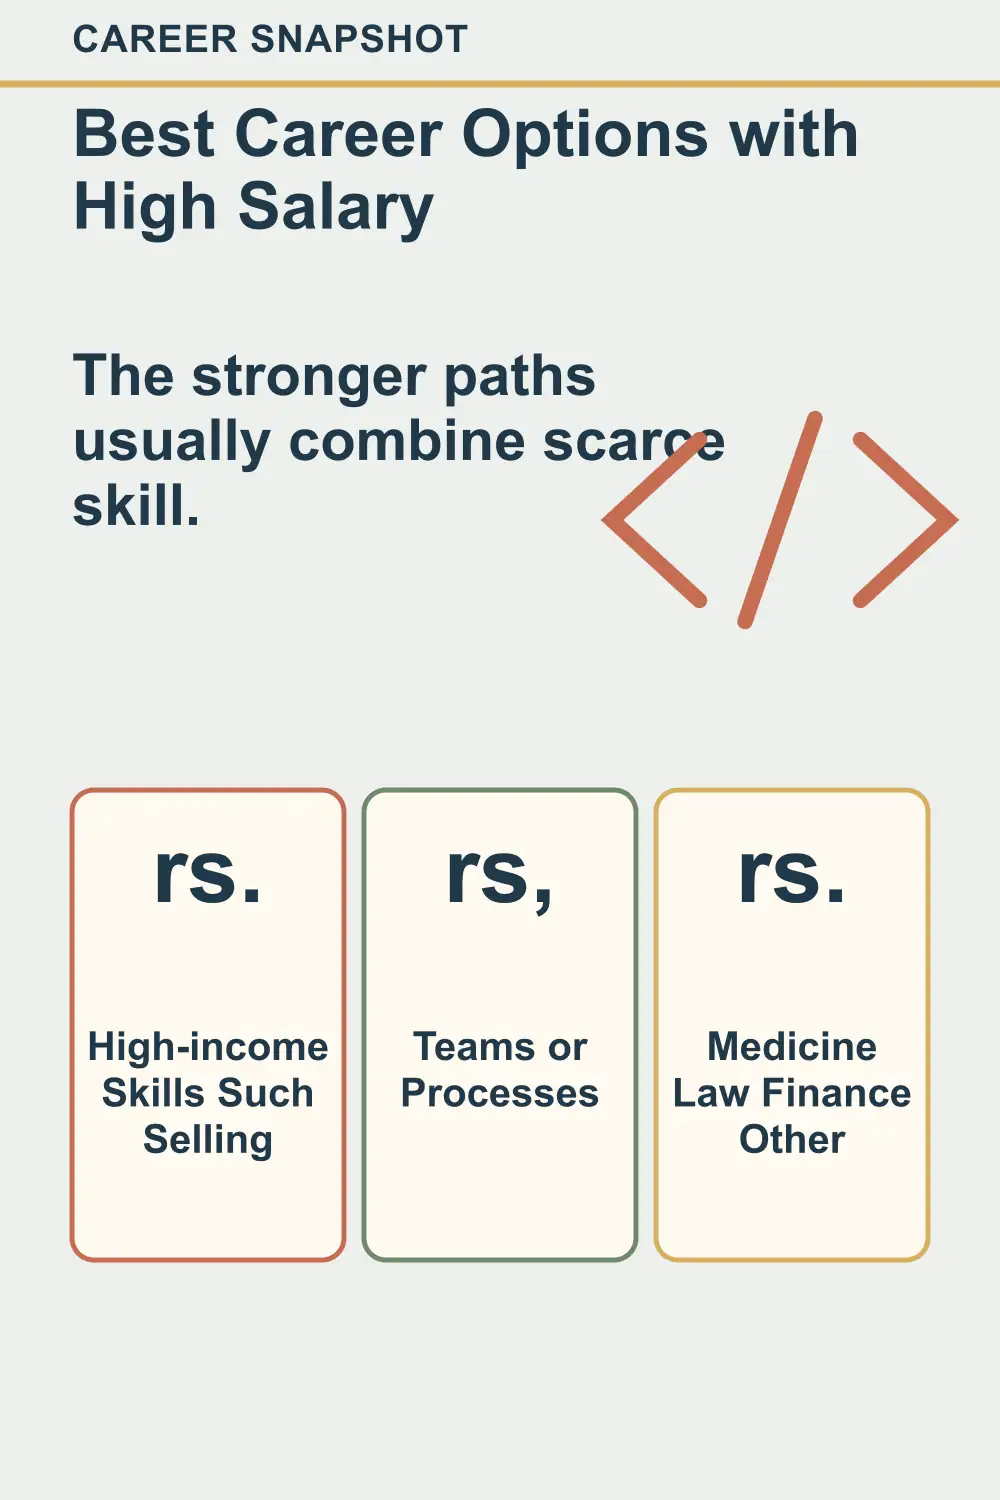 CAREER SNAPSHOT
Best Career Options with
High Salary
The stronger paths
usually combine scarce
skill.
</>
rs.
High-income
Skills Such
Selling
rs,
Teams or
Processes
rs.
Medicine
Law Finance
Other